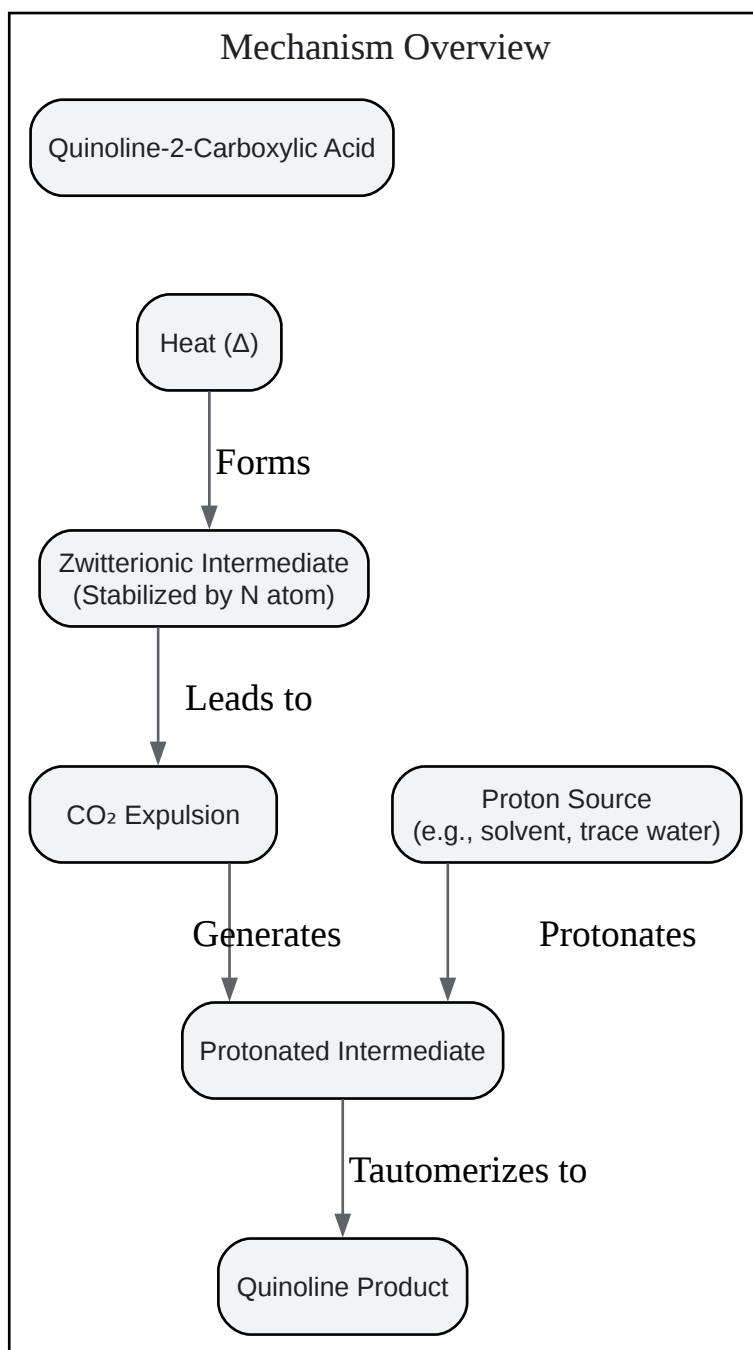 Mechanism Overview
Quinoline-2-Carboxylic Acid
Heat (Δ)
Forms
Zwitterionic Intermediate
(Stabilized by N atom)
Leads to
CO₂ Expulsion
Proton Source
(e.g., solvent, trace water)
Generates
Protonates
Protonated Intermediate
Tautomerizes to
Quinoline Product